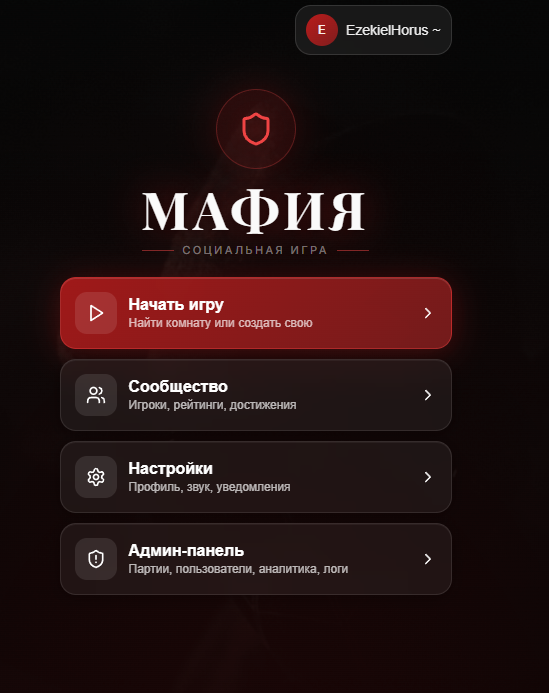 E EzekielHorus ~
МАФИЯ
СОЦИАЛЬНАЯ ИГРА
Начать игру
Найти комнату или создать свою
Сообщество
Игроки, рейтинги, достижения
Настройки
Профиль, звук, уведомления
Админ-панель
Партии, пользователи, аналитика, логи